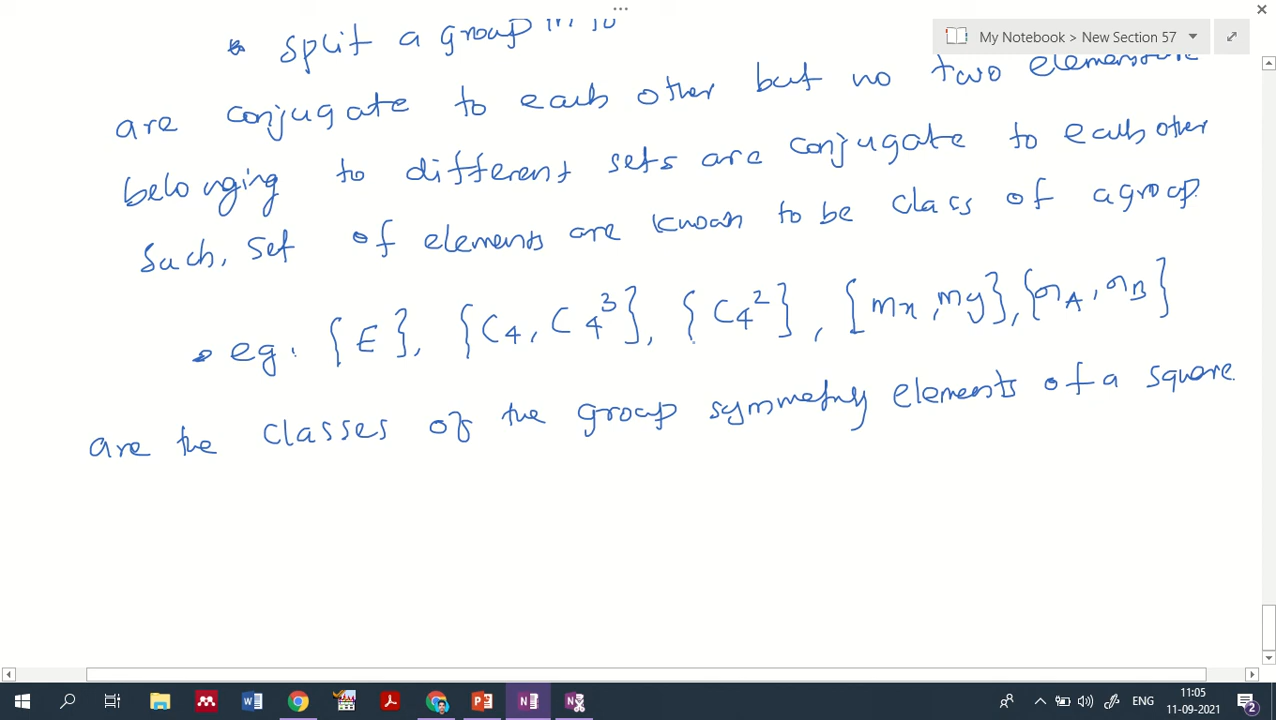 ...
My Notebook > New Section 57
split a group into
are conjugate to each other but no two elements
belonging to different sets are conjugate to each other
Such, set of elements are known to be class of a group.
eg. {E}, {C₄, C₄³}, {C₄²}, {mx, my}, {σA, σB}
are the classes of the group symmetry elements of a square.
11:05
ENG
11-09-2021
2